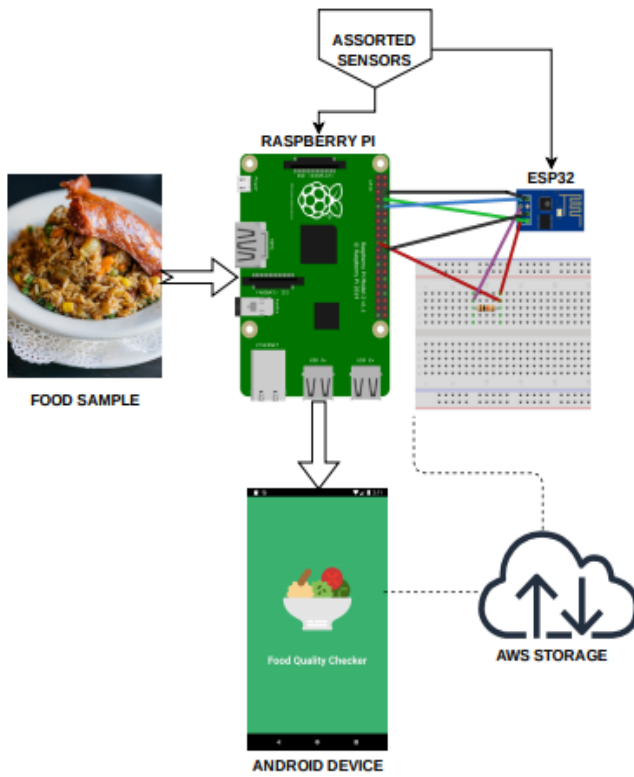 ASSORTED
SENSORS
RASPBERRY PI
ESP32
FOOD SAMPLE
Food Quality Checker
AWS STORAGE
ANDROID DEVICE